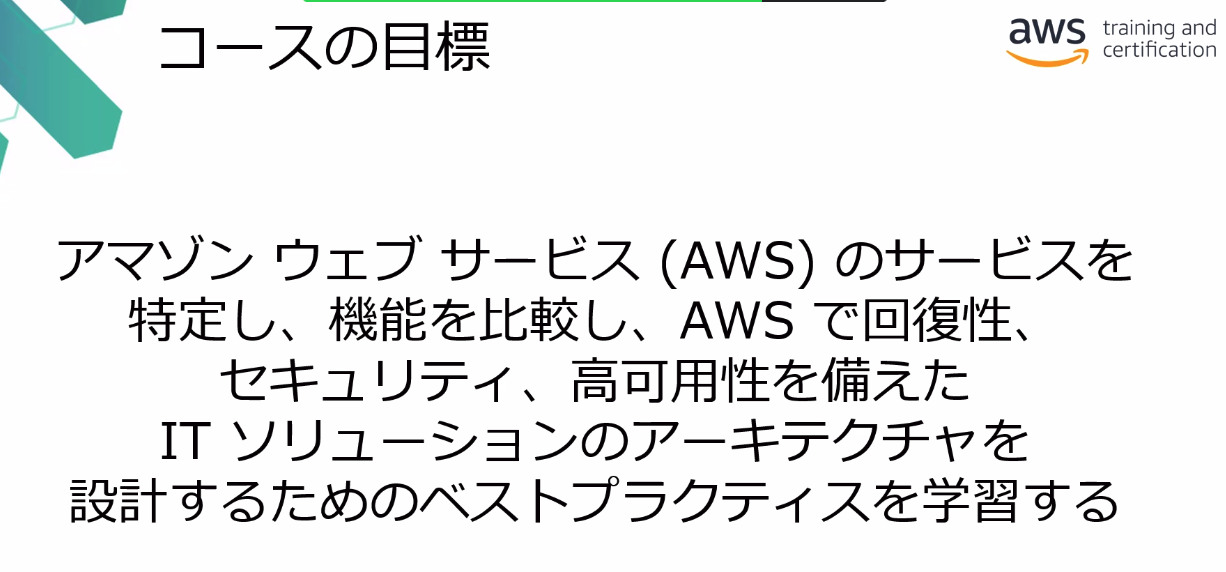 コースの目標
aws training and certification
アマゾン ウェブ サービス (AWS) のサービスを
特定し、機能を比較し、AWS で回復性、
セキュリティ、高可用性を備えた
IT ソリューションのアーキテクチャを
設計するためのベストプラクティスを学習する